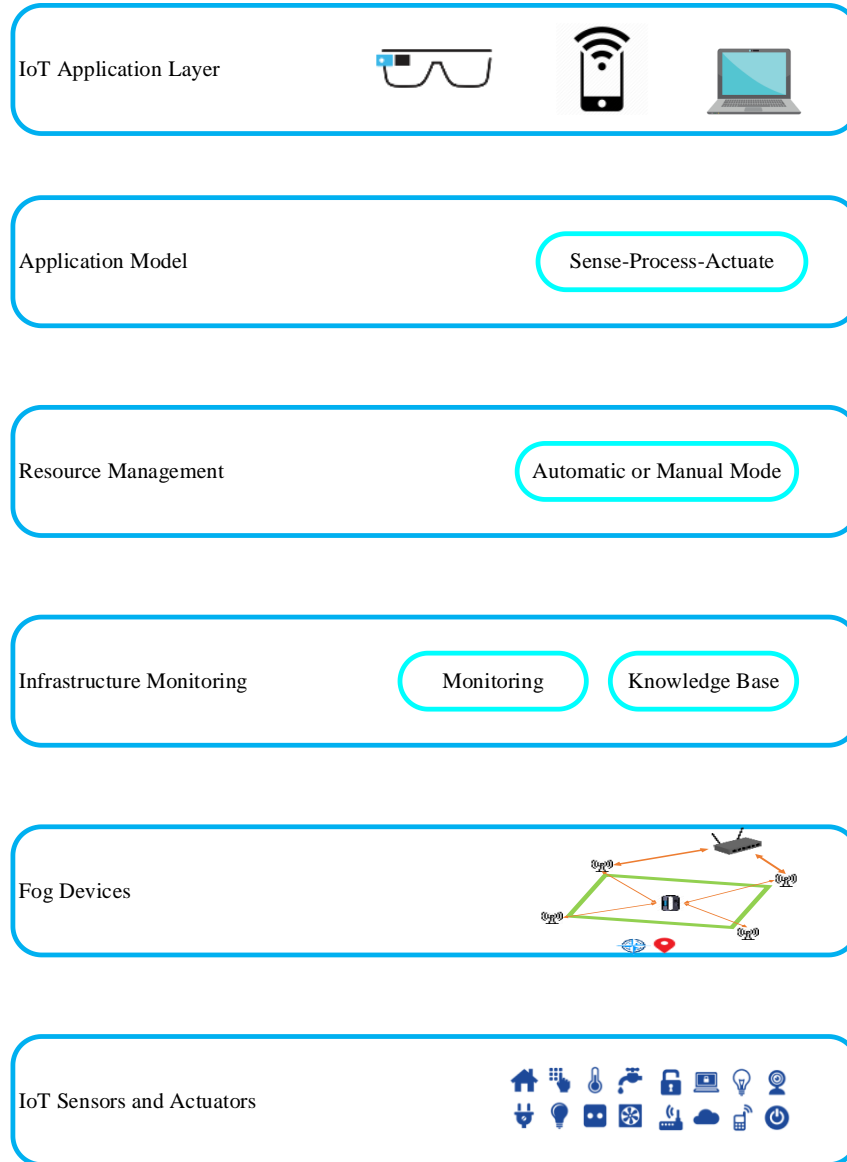 IoT Application Layer
Application Model
Sense-Process-Actuate
Resource Management
Automatic or Manual Mode
Infrastructure Monitoring
Monitoring
Knowledge Base
Fog Devices
IoT Sensors and Actuators